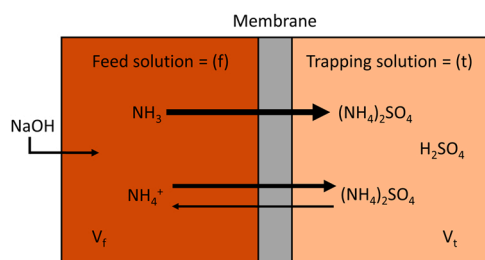 Membrane
Feed solution = (f)
Trapping solution = (t)
NH₃
(NH₄)₂SO₄
NaOH
H₂SO₄
NH₄⁺
(NH₄)₂SO₄
V_f
V_t